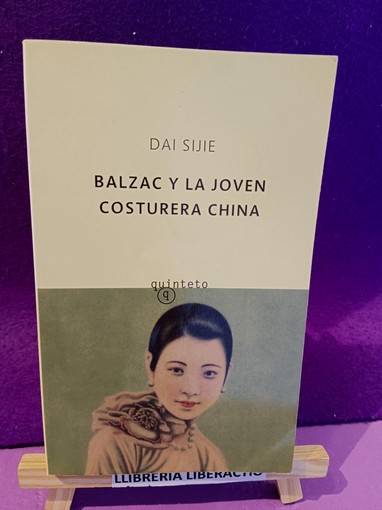 DAI SIJIE
BALZAC Y LA JOVEN
COSTURERA CHINA
quinteto
q
LLIBRERIA LIBERACTIO